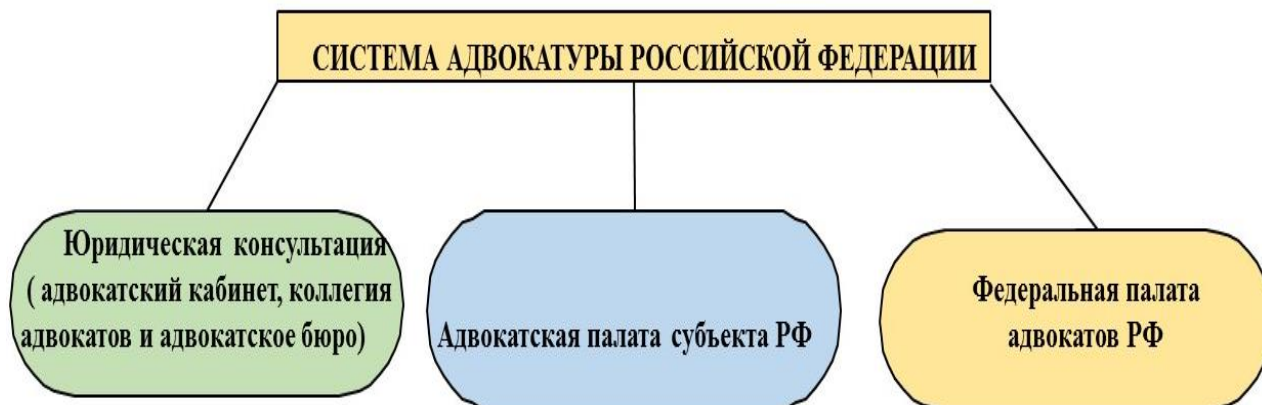 СИСТЕМА АДВОКАТУРЫ РОССИЙСКОЙ ФЕДЕРАЦИИ
Юридическая консультация
( адвокатский кабинет, коллегия
адвокатов и адвокатское бюро)
Адвокатская палата субъекта РФ
Федеральная палата
адвокатов РФ